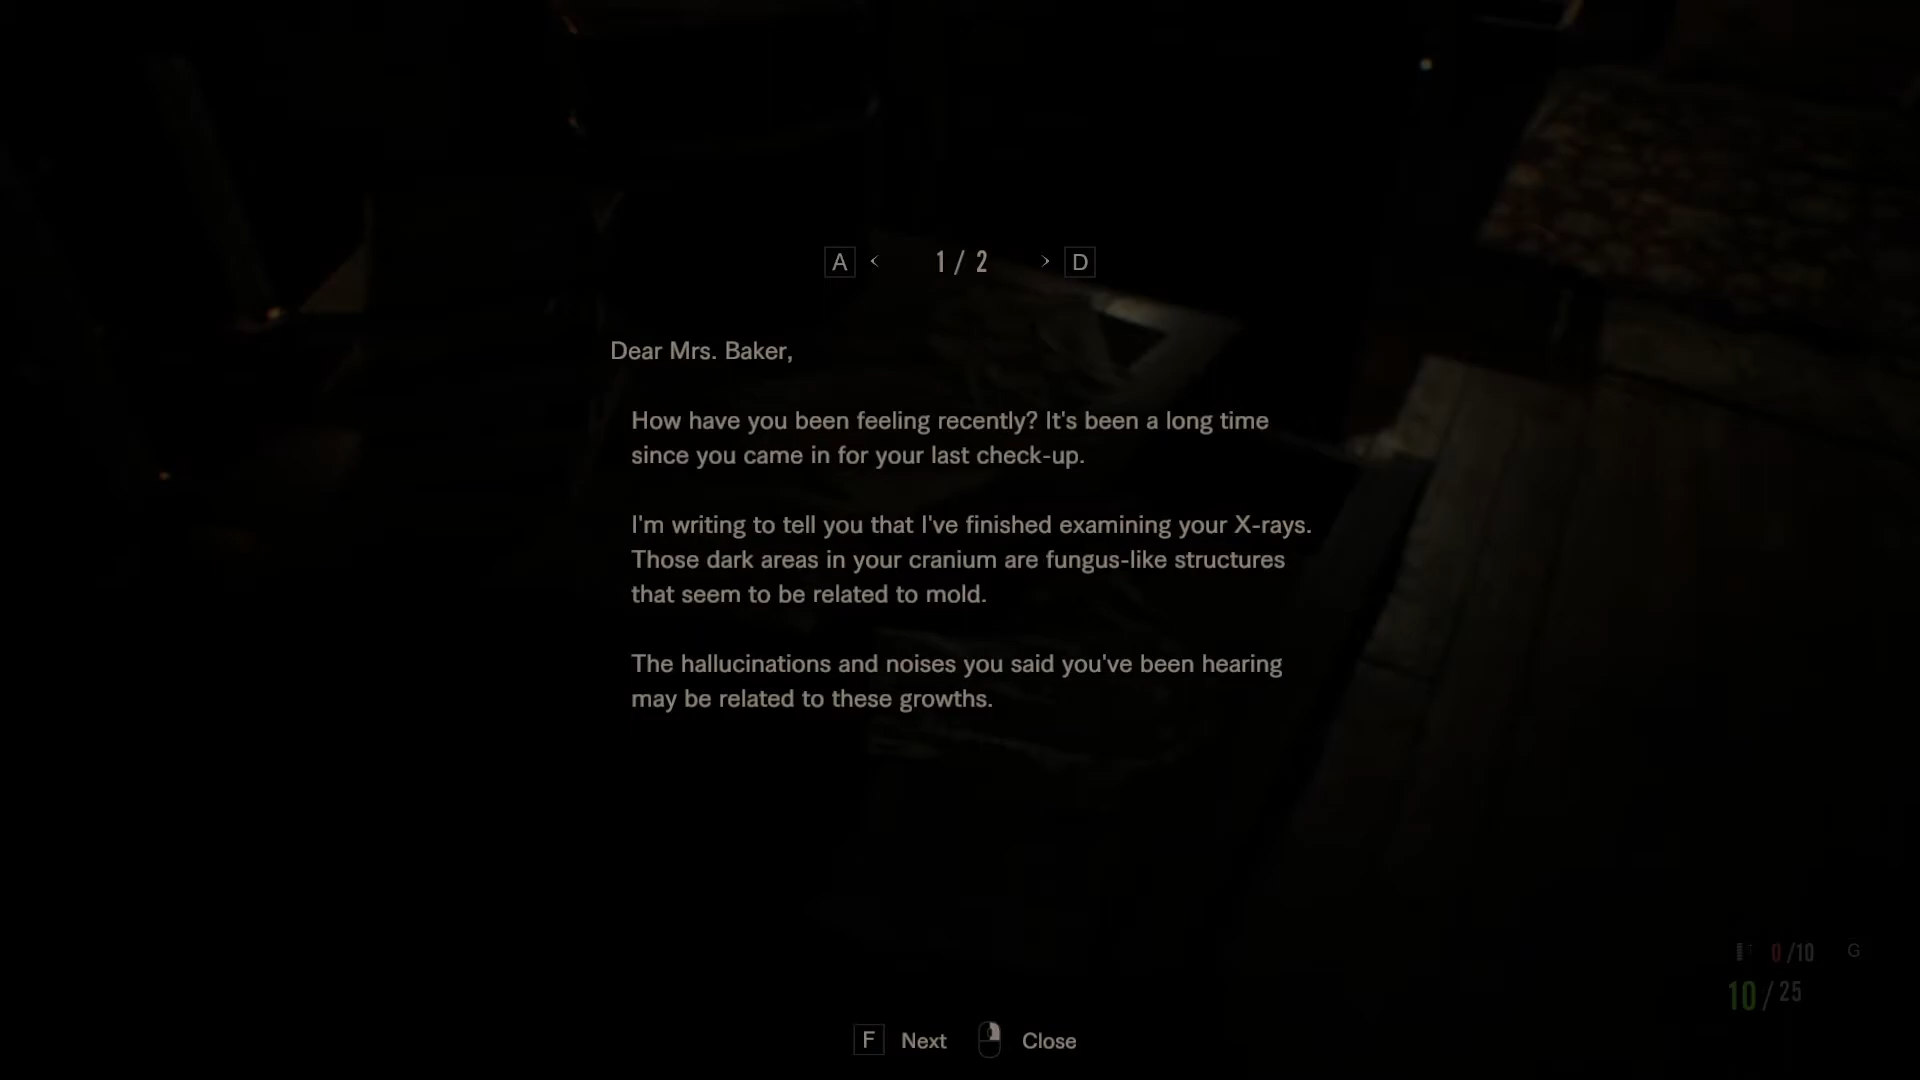 A < 1 / 2 > D
Dear Mrs. Baker,
How have you been feeling recently? It's been a long time
since you came in for your last check-up.
I'm writing to tell you that I've finished examining your X-rays.
Those dark areas in your cranium are fungus-like structures
that seem to be related to mold.
The hallucinations and noises you said you've been hearing
may be related to these growths.
0/10 G
10/25
F Next Close